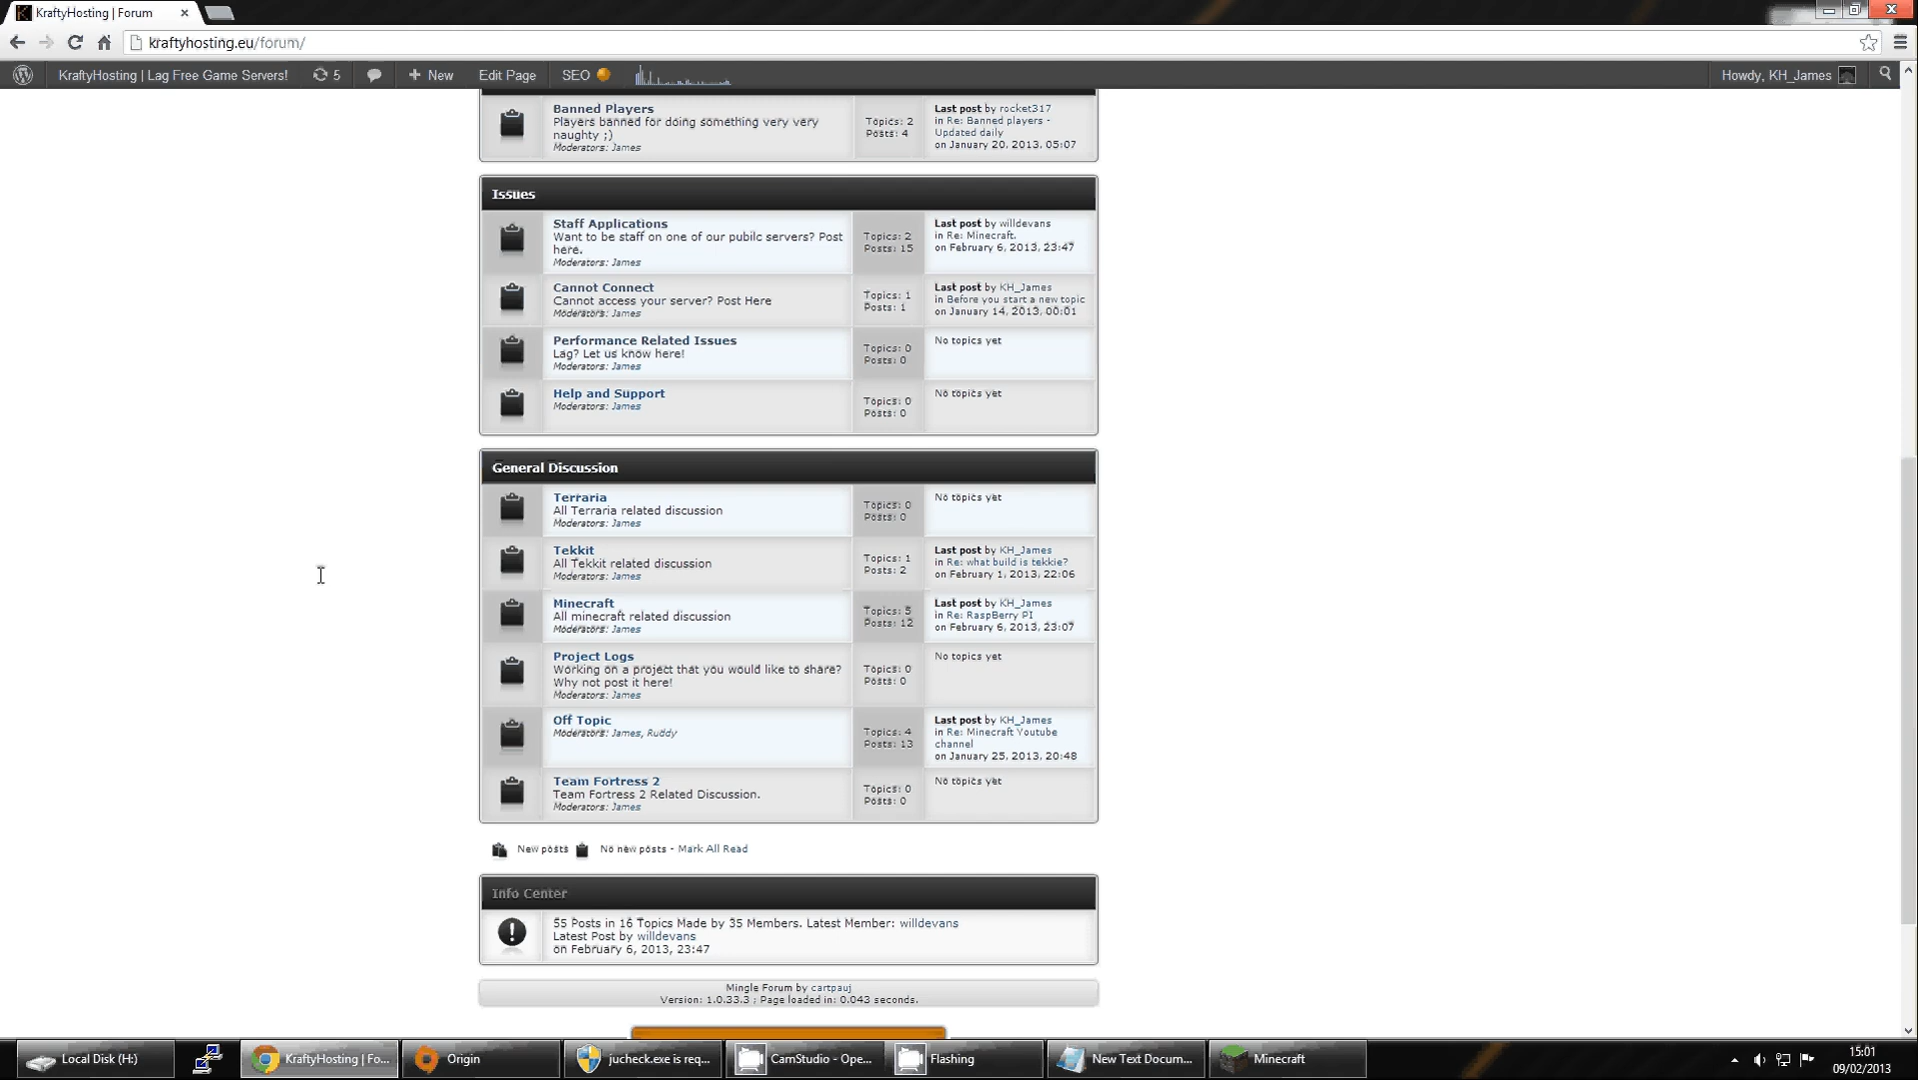 KraftyHosting | Forum
kraftyhosting.eu/forum/
KraftyHosting | Lag Free Game Servers!
5
New
Edit Page
SEO
Howdy, KH_James
Banned Players
Players banned for doing something very very
naughty ;)
Moderators: James
Topics: 2
Posts: 4
Last post by rocket317
in Re: Banned players -
Updated daily
on January 20, 2013, 05:07
Issues
Staff Applications
Want to be staff on one of our public servers? Post
here.
Moderators: James
Topics: 2
Posts: 15
Last post by willdevans
in Re: Minecraft.
on February 6, 2013, 23:47
Cannot Connect
Cannot access your server? Post Here
Moderators: James
Topics: 1
Posts: 1
Last post by KH_James
in Before you start a new topic
on January 14, 2013, 00:01
Performance Related Issues
Lag? Let us know here!
Moderators: James
Topics: 0
Posts: 0
No topics yet
Help and Support
Moderators: James
Topics: 0
Posts: 0
No topics yet
General Discussion
Terraria
All Terraria related discussion
Moderators: James
Topics: 0
Posts: 0
No topics yet
Tekkit
All Tekkit related discussion
Moderators: James
Topics: 1
Posts: 2
Last post by KH_James
in Re: what build is tekkie?
on February 1, 2013, 22:06
Minecraft
All minecraft related discussion
Moderators: James
Topics: 5
Posts: 12
Last post by KH_James
in Re: RaspBerry PI
on February 6, 2013, 23:07
Project Logs
Working on a project that you would like to share?
Why not post it here!
Moderators: James
Topics: 0
Posts: 0
No topics yet
Off Topic
Moderators: James, Ruddy
Topics: 4
Posts: 13
Last post by KH_James
in Re: Minecraft Youtube
channel
on January 25, 2013, 20:48
Team Fortress 2
Team Fortress 2 Related Discussion.
Moderators: James
Topics: 0
Posts: 0
No topics yet
New posts No new posts - Mark All Read
Info Center
55 Posts in 16 Topics Made by 35 Members. Latest Member: willdevans
Latest Post by willdevans
on February 6, 2013, 23:47
Mingle Forum by cartpauj
Version: 1.0.33.3 ; Page loaded in: 0.043 seconds.
Local Disk (H:)
KraftyHosting | Fo...
Origin
jucheck.exe is req...
CamStudio - Ope...
Flashing
New Text Docum...
Minecraft
15:01
09/02/2013